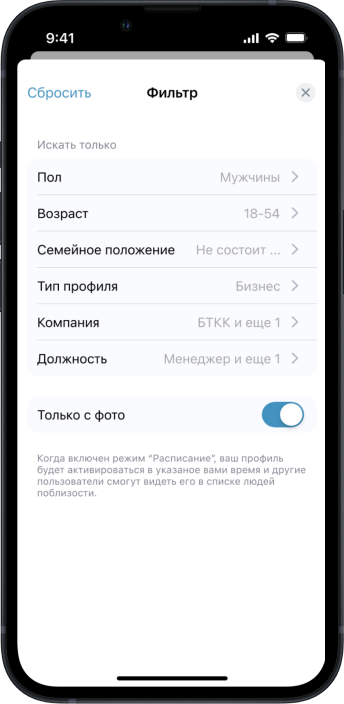 9:41
Сбросить Фильтр
Искать только
Пол Мужчины
Возраст 18-54
Семейное положение Не состоит ...
Тип профиля Бизнес
Компания БТКК и еще 1
Должность Менеджер и еще 1
Только с фото
Когда включен режим “Расписание”, ваш профиль
будет активироваться в указаное вами время и другие
пользователи смогут видеть его в списке людей
поблизости.